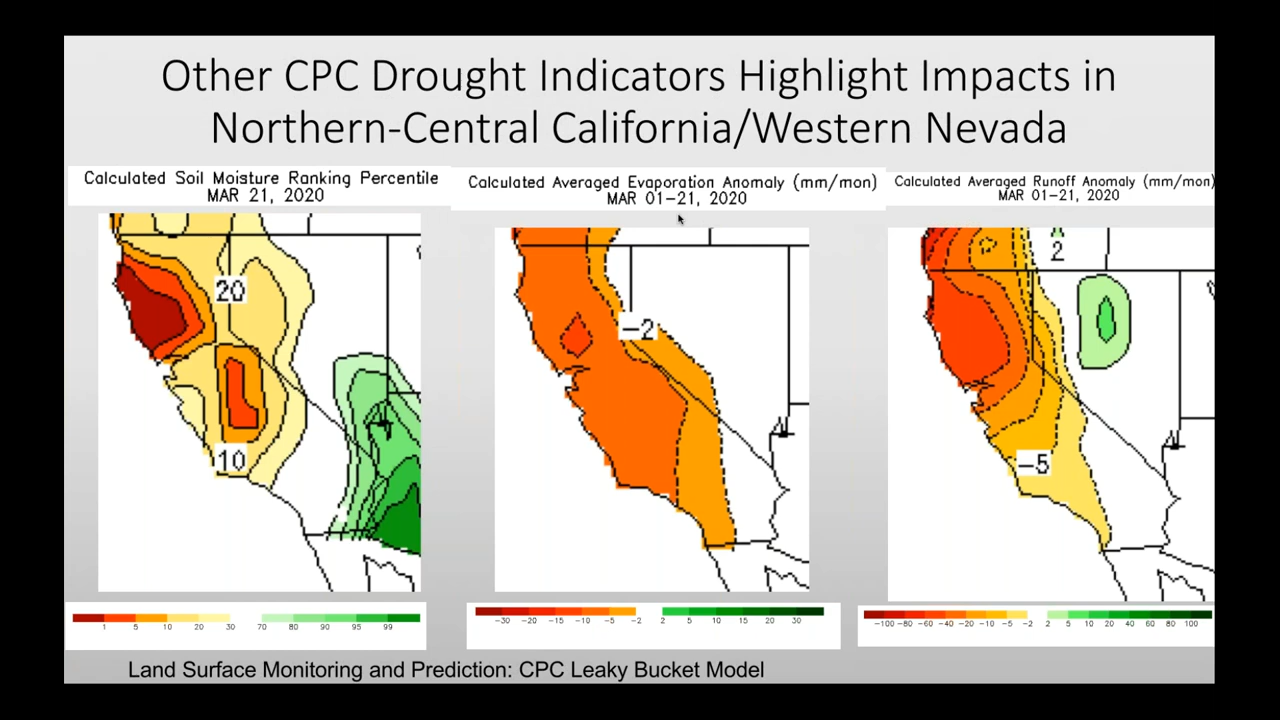 Other CPC Drought Indicators Highlight Impacts in
Northern-Central California/Western Nevada
Calculated Soil Moisture Ranking Percentile
MAR 21, 2020
20
10
1 5 10 20 30 70 80 90 95 99
Calculated Averaged Evaporation Anomaly (mm/mon)
MAR 01-21, 2020
-2
-30 -20 -15 -10 -5 -2 2 5 10 15 20 30
Calculated Averaged Runoff Anomaly (mm/mon)
MAR 01-21, 2020
2
-5
-100 -80 -60 -40 -20 -10 -5 -2 2 5 10 20 40 60 80 100
Land Surface Monitoring and Prediction: CPC Leaky Bucket Model